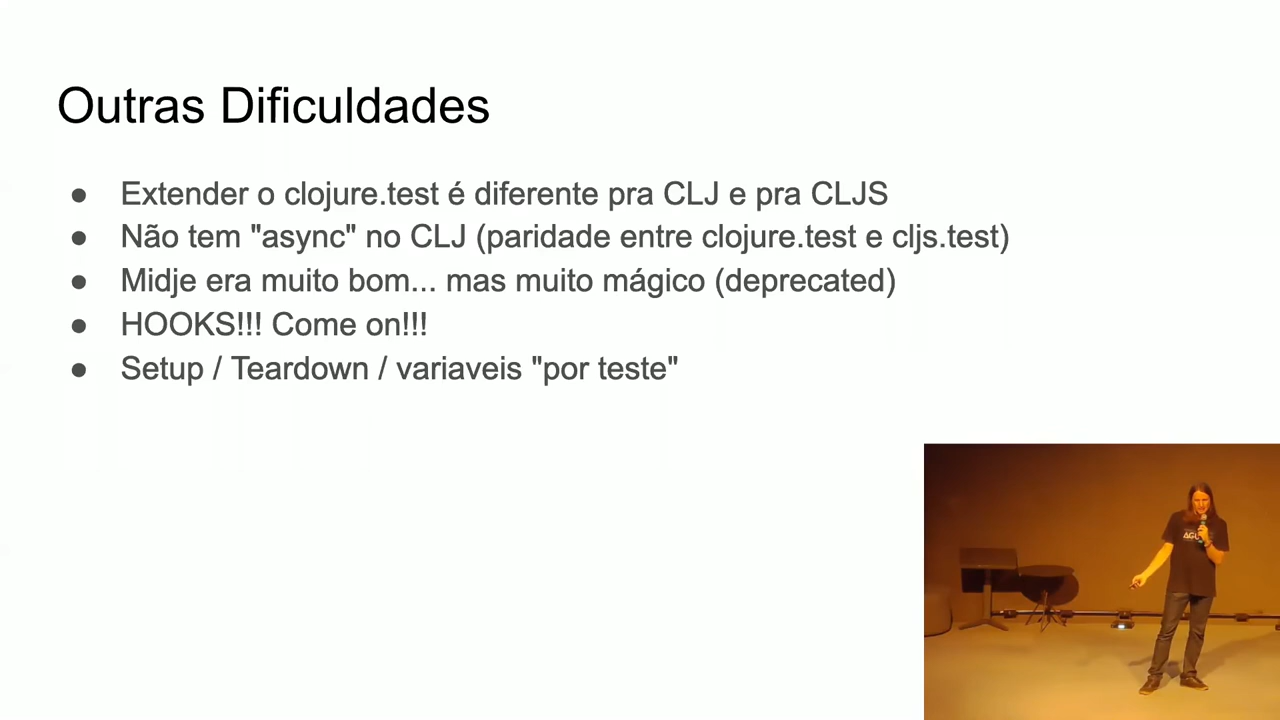 Outras Dificuldades
● Extender o clojure.test é diferente pra CLJ e pra CLJS
● Não tem "async" no CLJ (paridade entre clojure.test e cljs.test)
● Midje era muito bom... mas muito mágico (deprecated)
● HOOKS!!! Come on!!!
● Setup / Teardown / variaveis "por teste"